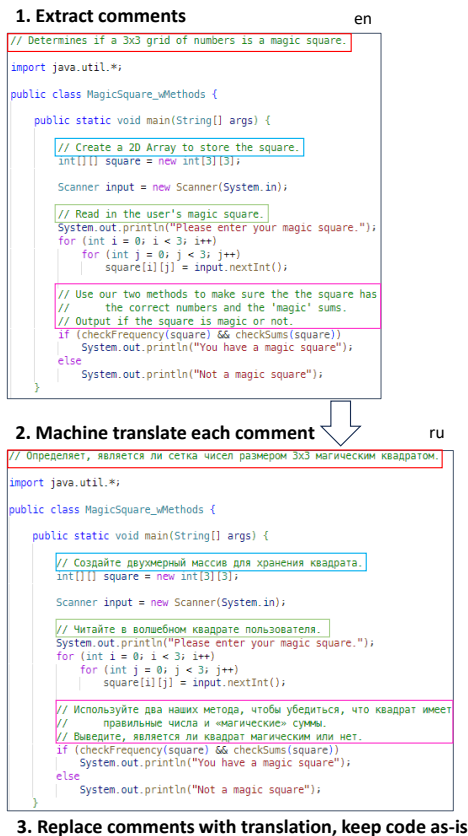 1. Extract comments
en
// Determines if a 3x3 grid of numbers is a magic square.
import java.util.*;
public class MagicSquare_wMethods {
public static void main(String[] args) {
// Create a 2D Array to store the square.
int[][] square = new int[3][3];
Scanner input = new Scanner(System.in);
// Read in the user's magic square.
System.out.println("Please enter your magic square.");
for (int i = 0; i < 3; i++)
for (int j = 0; j < 3; j++)
square[i][j] = input.nextInt();
// Use our two methods to make sure the the square has
// the correct numbers and the 'magic' sums.
// Output if the square is magic or not.
if (checkFrequency(square) && checkSums(square))
System.out.println("You have a magic square");
else
System.out.println("Not a magic square");
}
2. Machine translate each comment
ru
// Определяет, является ли сетка чисел размером 3x3 магическим квадратом.
import java.util.*;
public class MagicSquare_wMethods {
public static void main(String[] args) {
// Создайте двухмерный массив для хранения квадрата.
int[][] square = new int[3][3];
Scanner input = new Scanner(System.in);
// Читайте в волшебном квадрате пользователя.
System.out.println("Please enter your magic square.");
for (int i = 0; i < 3; i++)
for (int j = 0; j < 3; j++)
square[i][j] = input.nextInt();
// Используйте два наших метода, чтобы убедиться, что квадрат имеет
// правильные числа и «магические» суммы.
// Выведите, является ли квадрат магическим или нет.
if (checkFrequency(square) && checkSums(square))
System.out.println("You have a magic square");
else
System.out.println("Not a magic square");
}
3. Replace comments with translation, keep code as-is